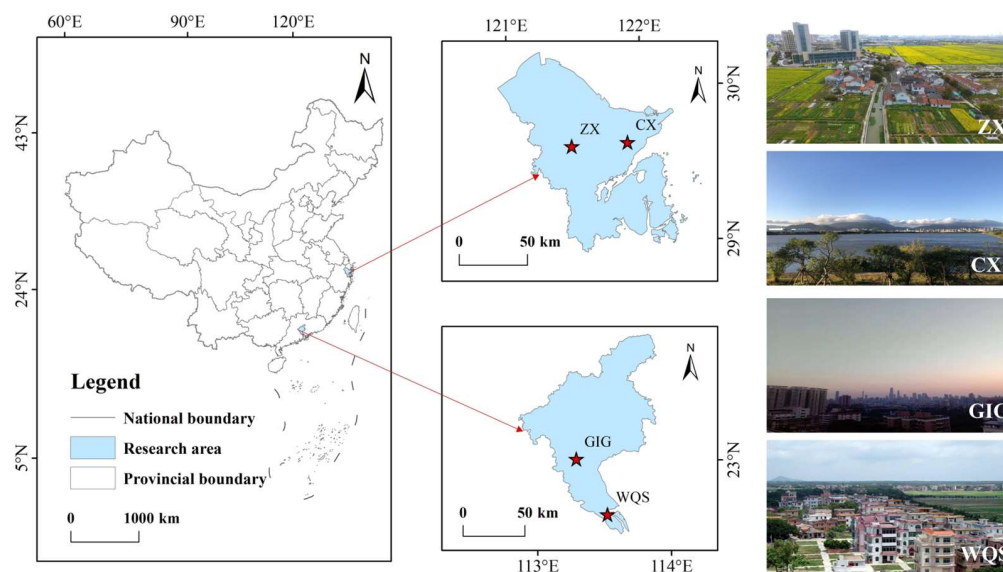 60°E
90°E
120°E
N
43°N
24°N
5°N
Legend
National boundary
Research area
Provincial boundary
0
1000 km
121°E
122°E
N
30°N
29°N
ZX
CX
0
50 km
N
GIG
WQS
23°N
0
50 km
113°E
114°E
ZX
CX
GIG
WQS